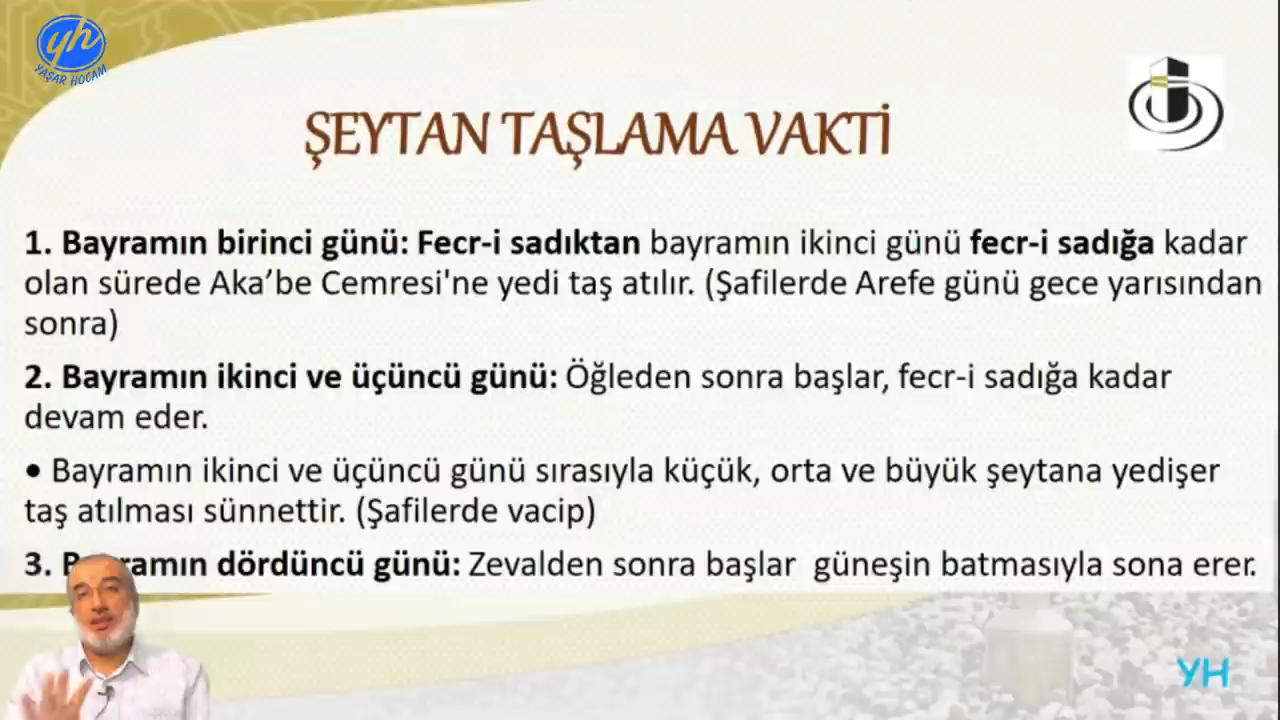 yh
YAŞAR HOCAM
ŞEYTAN TAŞLAMA VAKTİ
1. Bayramın birinci günü: Fecr-i sadıktan bayramın ikinci günü fecr-i sadığa kadar
olan sürede Aka’be Cemresi'ne yedi taş atılır. (Şafilerde Arefe günü gece yarısından
sonra)
2. Bayramın ikinci ve üçüncü günü: Öğleden sonra başlar, fecr-i sadığa kadar
devam eder.
• Bayramın ikinci ve üçüncü günü sırasıyla küçük, orta ve büyük şeytana yedişer
taş atılması sünnettir. (Şafilerde vacip)
3. Bayramın dördüncü günü: Zevalden sonra başlar güneşin batmasıyla sona erer.
YH